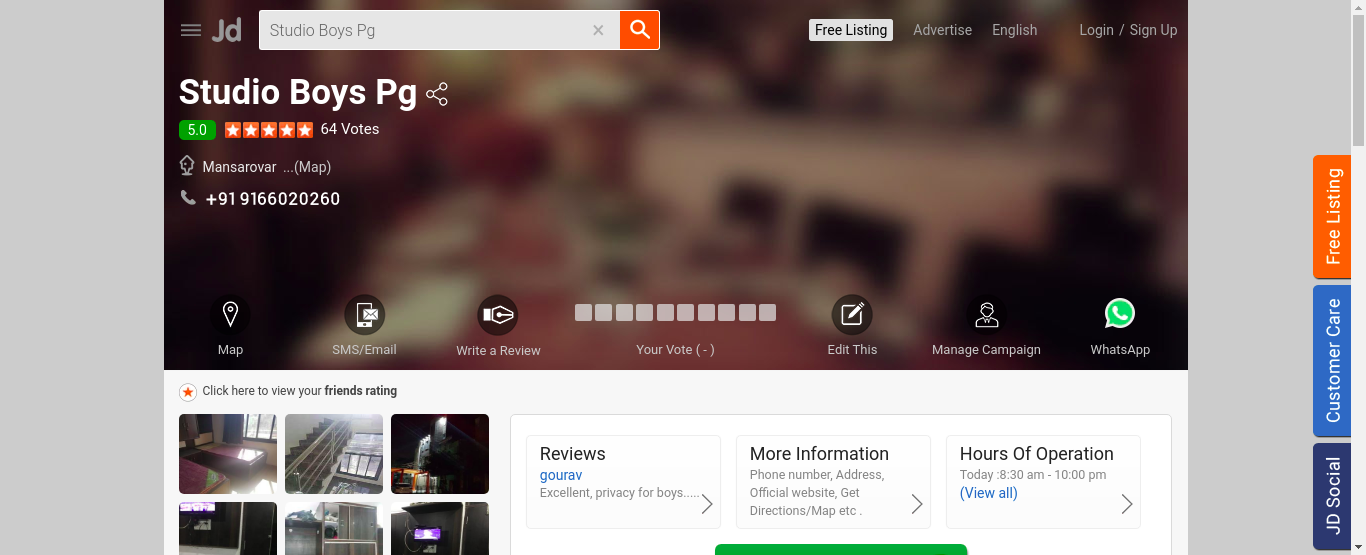 Jd
Studio Boys Pg ×
Free Listing Advertise English Login / Sign Up
Studio Boys Pg
5.0 64 Votes
Mansarovar ...(Map)
+91 9166020260
Map SMS/Email Write a Review Your Vote ( - ) Edit This Manage Campaign WhatsApp
Click here to view your friends rating
Reviews
gourav
Excellent, privacy for boys.....
More Information
Phone number, Address,
Official website, Get
Directions/Map etc .
Hours Of Operation
Today :8:30 am - 10:00 pm
(View all)
Free Listing
Customer Care
JD Social